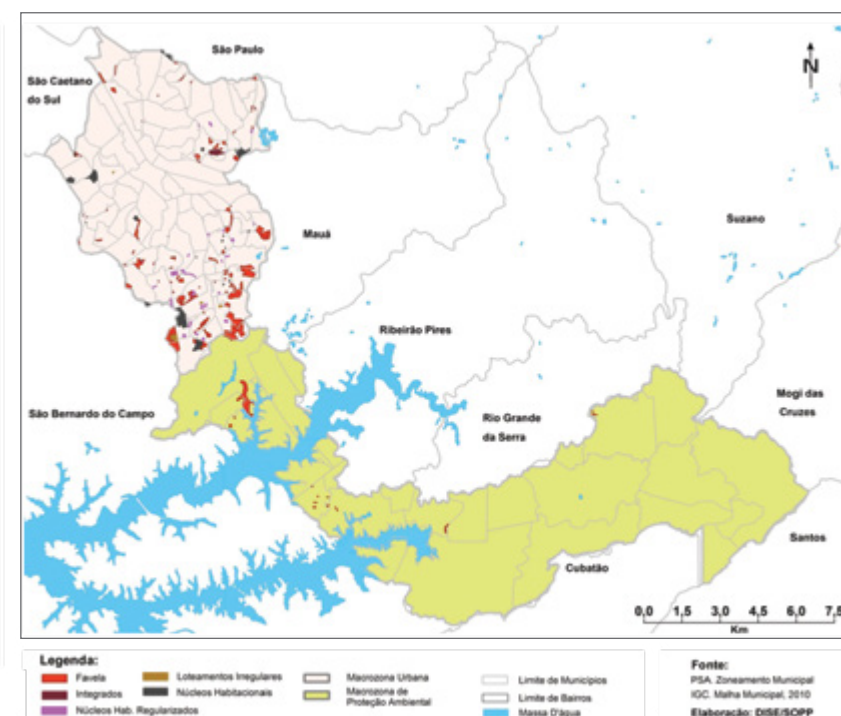 São Paulo
São Caetano
do Sul
N
Suzano
Mauá
Ribeirão Pires
Mogi das
Cruzes
São Bernardo do Campo
Rio Grande
da Serra
Santos
Cubatão
0,0 1,5 3,0 4,5 6,0 7,5
Km
Legenda:
Favela
Integrados
Núcleos Hab. Regularizados
Loteamentos Irregulares
Núcleos Habitacionais
Macrozona Urbana
Macrozona de
Proteção Ambiental
Limite de Municípios
Limite de Bairros
Massa D'água
Fonte:
PSA. Zoneamento Municipal
IGC. Malha Municipal, 2010
Elaboração: DISE/SOPP